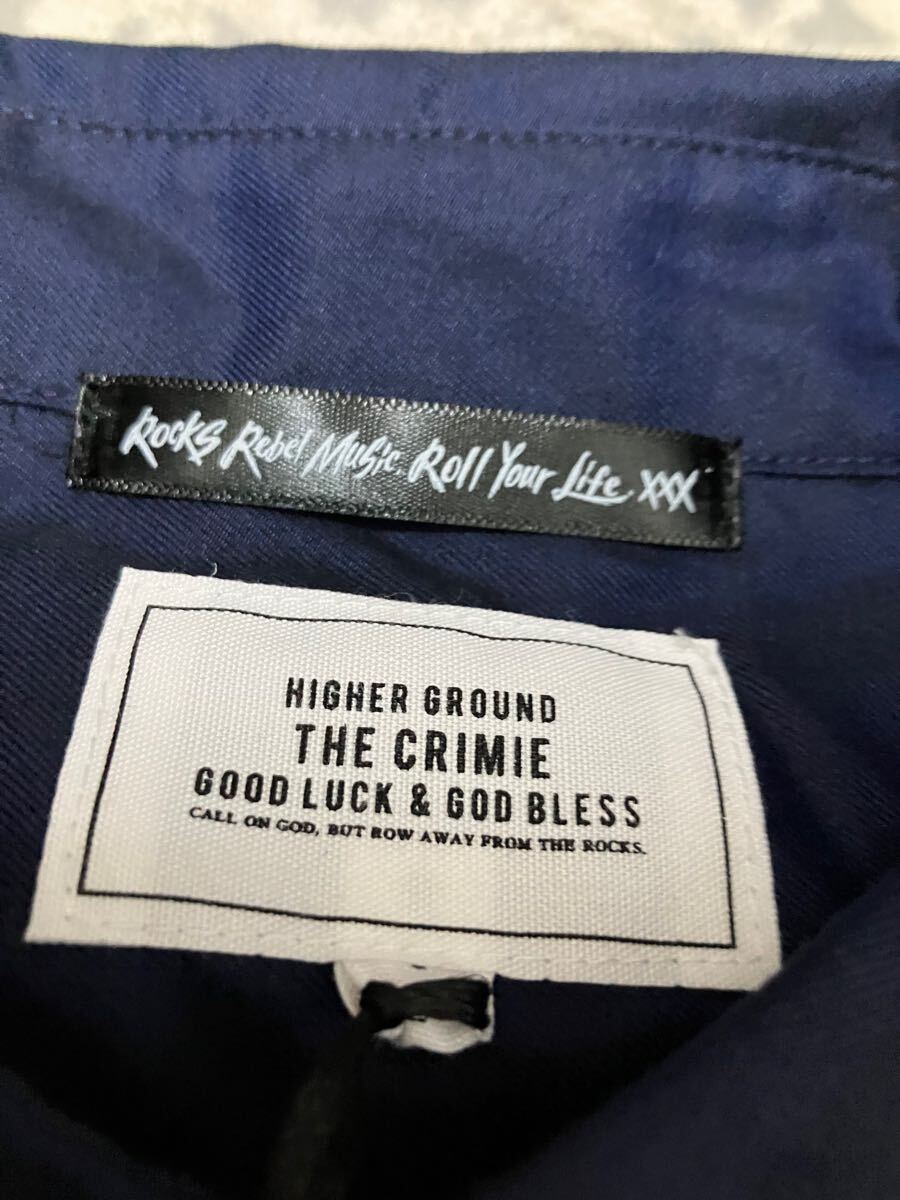 Rocks Rebel Music Roll Your Life XXX
HIGHER GROUND
THE CRIMIE
GOOD LUCK & GOD BLESS
CALL ON GOD, BUT ROW AWAY FROM THE ROCKS.